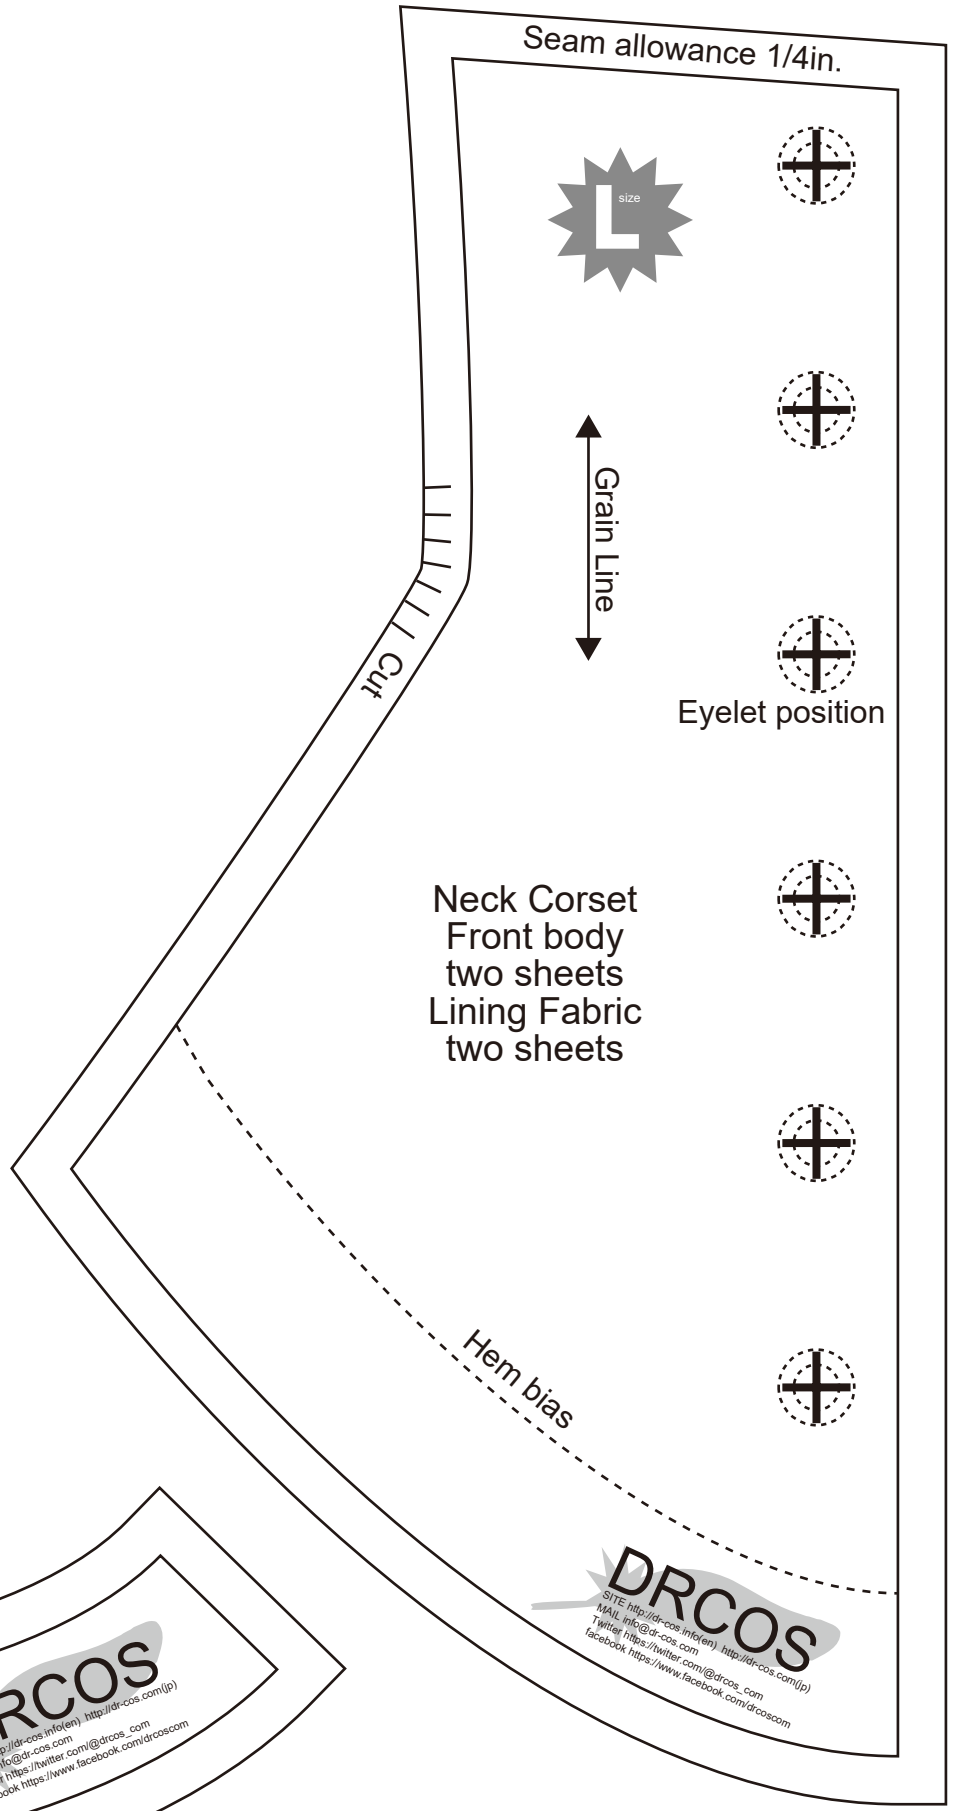 Seam allowance 1/4in.
L size
Grain Line
Cut
Eyelet position
Neck Corset
Front body
two sheets
Lining Fabric
two sheets
Hem bias
DRCOS
SITE http://dr-cos.info(en) http://dr-cos.com(jp)
MAIL info@dr-cos.com
Twitter https://twitter.com/@drcos_com
facebook https://www.facebook.com/drcoscom
RCOS
p://dr-cos.info(en) http://dr-cos.com(jp)
nfo@dr-cos.com
r https://twitter.com/@drcos_com
ook https://www.facebook.com/drcoscom